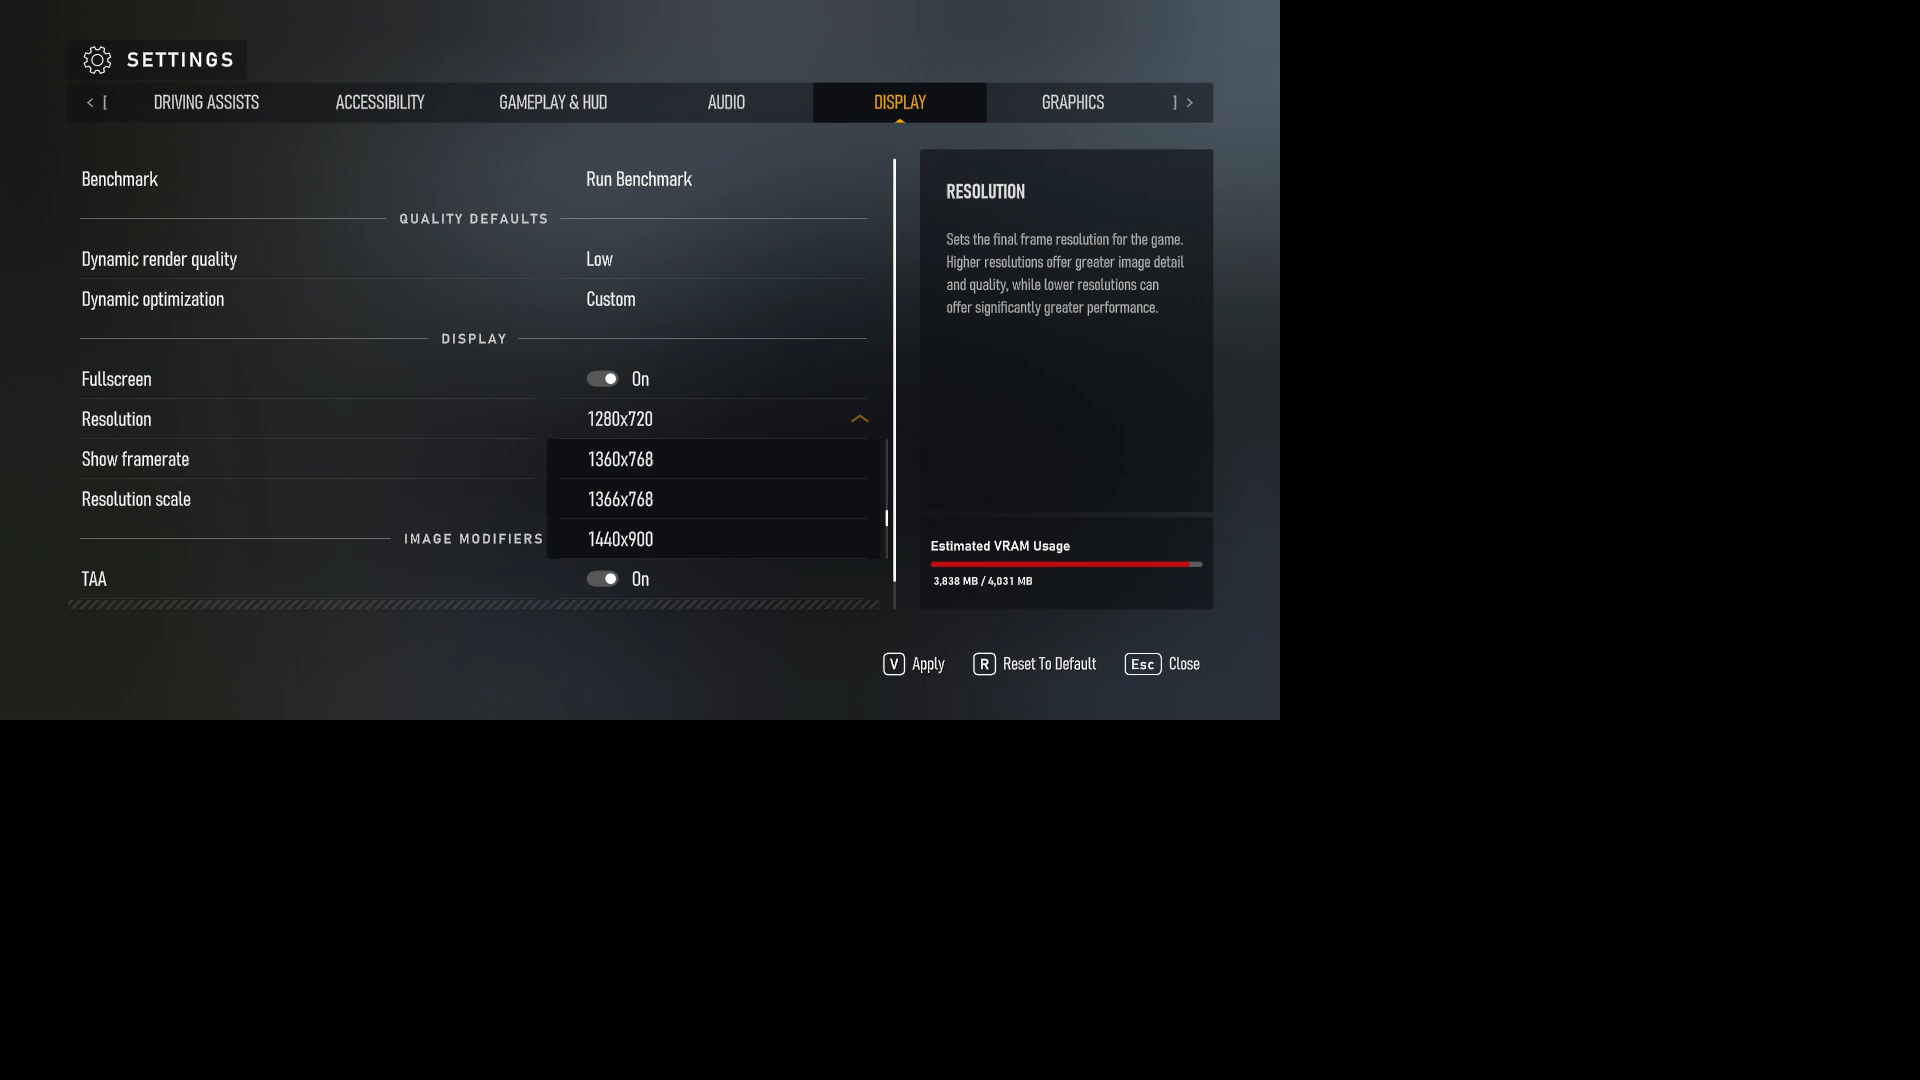 SETTINGS
< [ DRIVING ASSISTS ACCESSIBILITY GAMEPLAY & HUD AUDIO DISPLAY GRAPHICS ] >
Benchmark Run Benchmark
QUALITY DEFAULTS
Dynamic render quality Low
Dynamic optimization Custom
DISPLAY
Fullscreen On
Resolution 1280x720
Show framerate 1360x768
Resolution scale 1366x768
IMAGE MODIFIERS 1440x900
TAA On
RESOLUTION
Sets the final frame resolution for the game.
Higher resolutions offer greater image detail
and quality, while lower resolutions can
offer significantly greater performance.
Estimated VRAM Usage
3,838 MB / 4,031 MB
V Apply R Reset To Default Esc Close